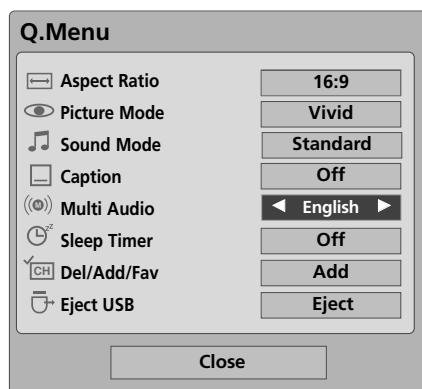 Q.Menu
Aspect Ratio 16:9
Picture Mode Vivid
Sound Mode Standard
Caption Off
Multi Audio ◀ English ▶
Sleep Timer Off
Del/Add/Fav Add
Eject USB Eject
Close